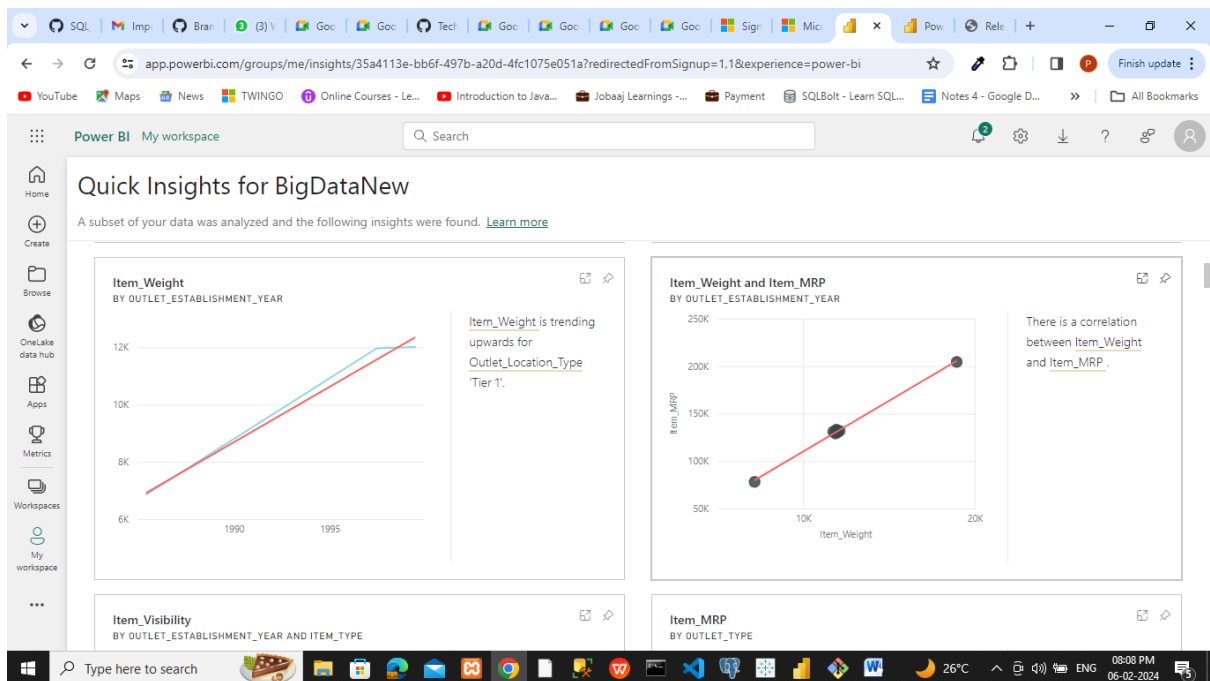 SQL
Imp
Bran
(3) \
Goo
Goo
Tech
Goo
Goo
Goo
Goo
Sign
Micr
Pow
Rele
app.powerbi.com/groups/me/insights/35a4113e-bb6f-497b-a20d-4fc1075e051a?redirectedFromSignup=1,1&experience=power-bi
P
Finish update
YouTube
Maps
News
TWINGO
Online Courses - Le...
Introduction to Java...
Jobaaj Learnings -...
Payment
SQLBolt - Learn SQL...
Notes 4 - Google D...
»
All Bookmarks
Power BI My workspace
Search
2
Home
Create
Browse
OneLake
data hub
Apps
Metrics
Workspaces
My
workspace
Quick Insights for BigDataNew
A subset of your data was analyzed and the following insights were found. Learn more
Item_Weight
BY OUTLET_ESTABLISHMENT_YEAR
12K
10K
8K
6K
1990
1995
Item_Weight is trending
upwards for
Outlet_Location_Type
'Tier 1'.
Item_Weight and Item_MRP
BY OUTLET_ESTABLISHMENT_YEAR
250K
200K
150K
100K
50K
Item_MRP
10K
20K
Item_Weight
There is a correlation
between Item_Weight
and Item_MRP .
Item_Visibility
BY OUTLET_ESTABLISHMENT_YEAR AND ITEM_TYPE
Item_MRP
BY OUTLET_TYPE
Type here to search
26°C
ENG
08:08 PM
06-02-2024
5